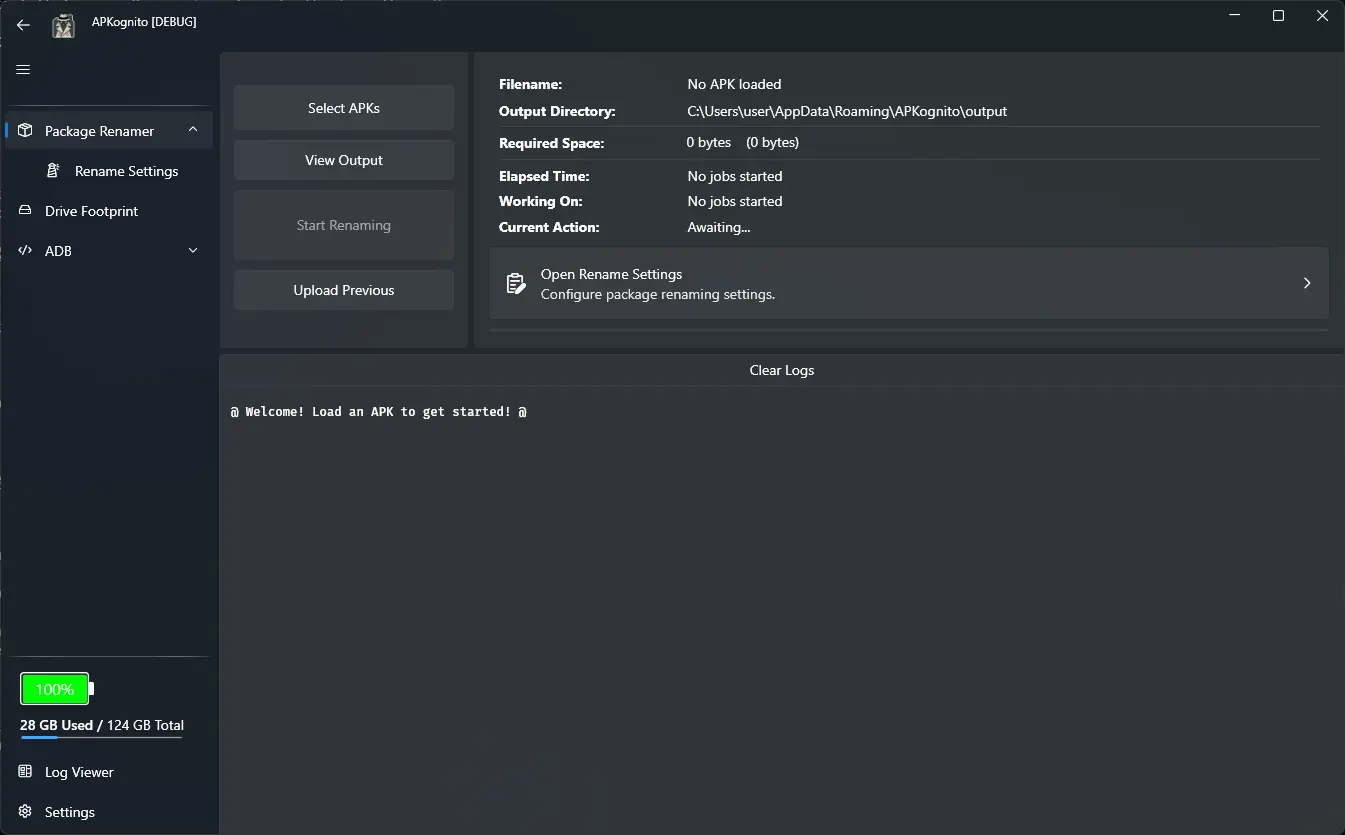 APKognito [DEBUG]
Package Renamer
Rename Settings
Drive Footprint
ADB
100%
28 GB Used / 124 GB Total
Log Viewer
Settings
Select APKs
View Output
Start Renaming
Upload Previous
Filename: No APK loaded
Output Directory: C:\Users\user\AppData\Roaming\APKognito\output
Required Space: 0 bytes (0 bytes)
Elapsed Time: No jobs started
Working On: No jobs started
Current Action: Awaiting...
Open Rename Settings
Configure package renaming settings.
Clear Logs
@ Welcome! Load an APK to get started! @